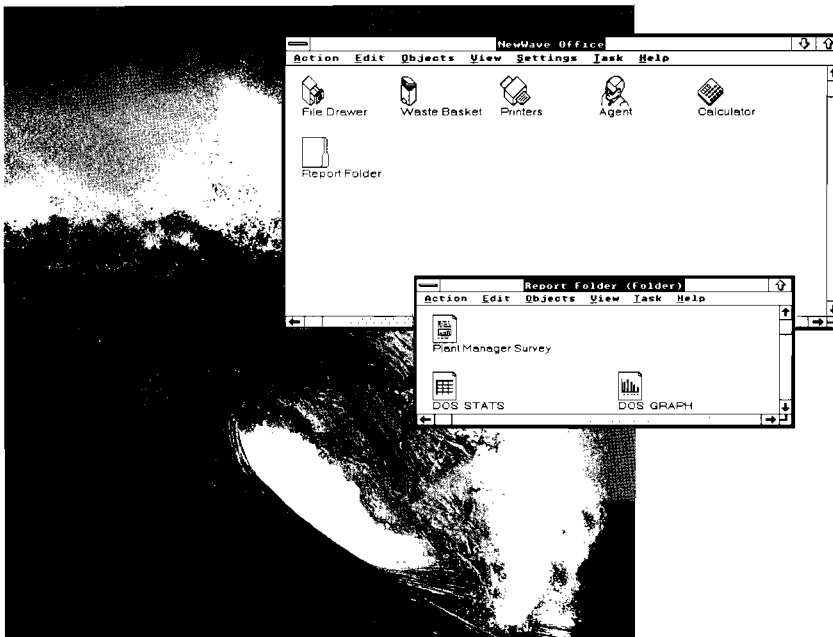 NewWave Office
Action Edit Objects View Settings Task Help
File Drawer Waste Basket Printers Agent Calculator
Report Folder
Report Folder (Folder)
Action Edit Objects View Task Help
Plant Manager Survey
DOS STATS DOS GRAPH